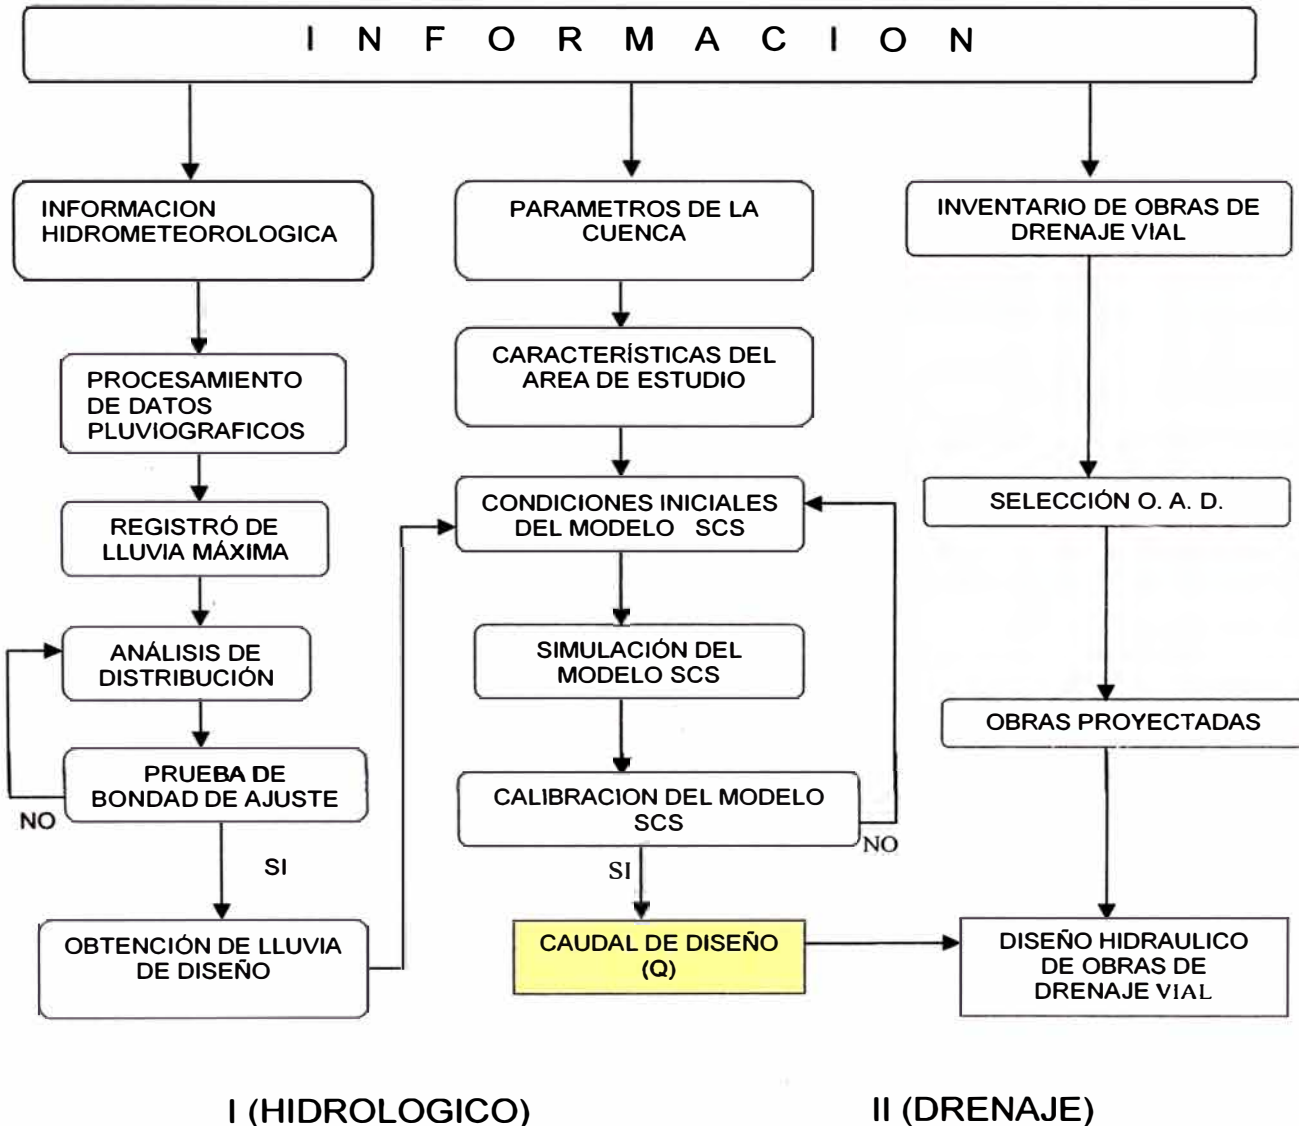 I N F O R M A C I O N
INFORMACION
HIDROMETEOROLOGICA
PROCESAMIENTO
DE DATOS
PLUVIOGRAFICOS
REGISTRÓ DE
LLUVIA MÁXIMA
ANÁLISIS DE
DISTRIBUCIÓN
PRUEBA DE
BONDAD DE AJUSTE
NO
SI
OBTENCIÓN DE LLUVIA
DE DISEÑO
PARAMETROS DE LA
CUENCA
CARACTERÍSTICAS DEL
AREA DE ESTUDIO
CONDICIONES INICIALES
DEL MODELO SCS
SIMULACIÓN DEL
MODELO SCS
CALIBRACION DEL MODELO
SCS
NO
SI
CAUDAL DE DISEÑO
(Q)
INVENTARIO DE OBRAS DE
DRENAJE VIAL
SELECCIÓN O. A. D.
OBRAS PROYECTADAS
DISEÑO HIDRAULICO
DE OBRAS DE
DRENAJE VIAL
I (HIDROLOGICO)
II (DRENAJE)